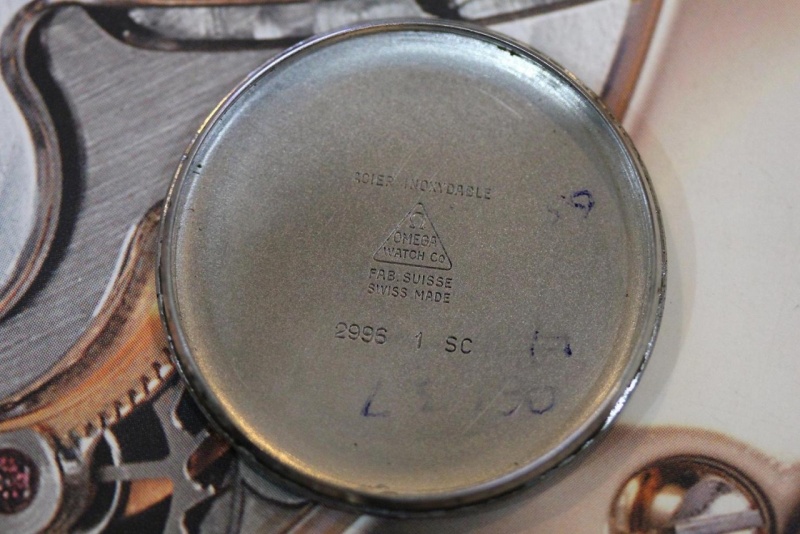 ACIER INOXYDABLE
Ω
OMEGA
WATCH Co
FAB. SUISSE
SWISS MADE
2996 1 SC